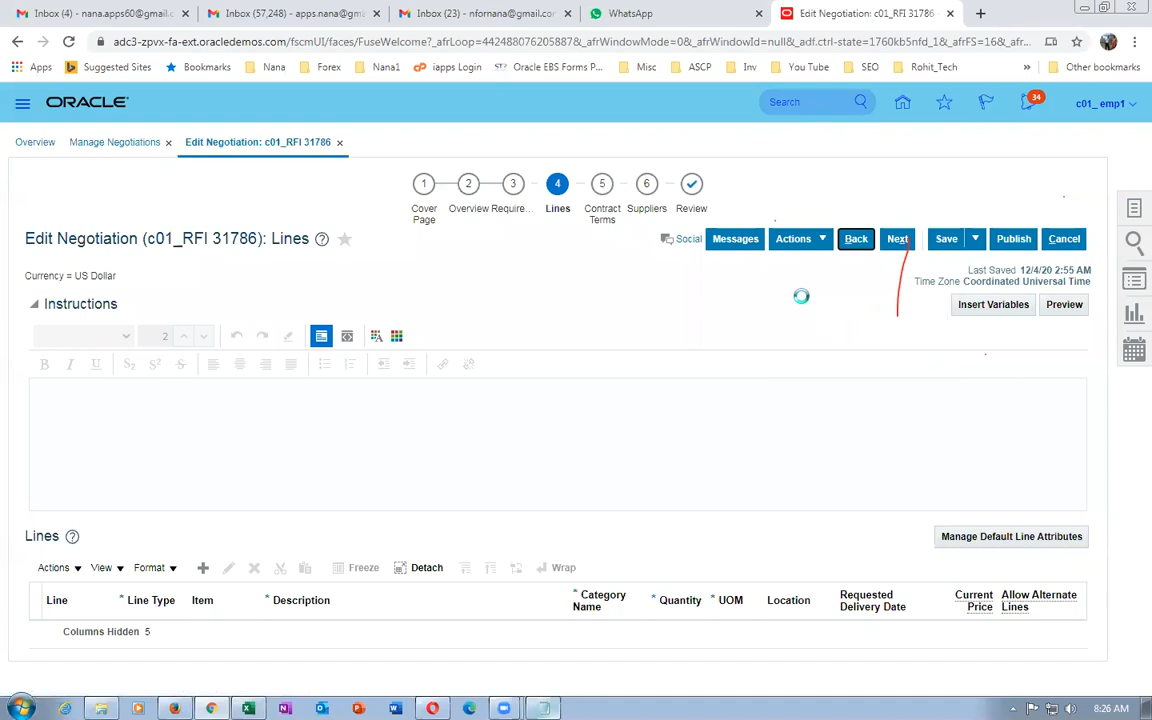 Inbox (4) - nana.apps60@gmail.c
Inbox (57,248) - apps.nana@gma
Inbox (23) - nfornana@gmail.com
WhatsApp
Edit Negotiation: c01_RFI 31786
adc3-zpvx-fa-ext.oracledemos.com/fscmUI/faces/FuseWelcome?_afrLoop=442488076205887&_afrWindowMode=0&_afrWindowId=null&_adf.ctrl-state=1760kb5nfd_1&_afrFS=16&_afr...
Apps
Suggested Sites
Bookmarks
Nana
Forex
Nana1
iapps Login
Oracle EBS Forms P...
Misc
ASCP
Inv
You Tube
SEO
Rohit_Tech
»
Other bookmarks
ORACLE
Search
34
c01_ emp1
Overview
Manage Negotiations
Edit Negotiation: c01_RFI 31786
1
2
3
4
5
6
Cover Page
Overview
Require...
Lines
Contract Terms
Suppliers
Review
Edit Negotiation (c01_RFI 31786): Lines
Social
Messages
Actions
Back
Next
Save
Publish
Cancel
Currency = US Dollar
Last Saved 12/4/20 2:55 AM
Time Zone Coordinated Universal Time
Instructions
Insert Variables
Preview
2
B I U S2 S2 S
Lines
Manage Default Line Attributes
Actions
View
Format
Freeze
Detach
Wrap
Line
* Line Type
Item
* Description
* Category Name
* Quantity
* UOM
Location
Requested Delivery Date
Current Price
Allow Alternate Lines
Columns Hidden 5
8:26 AM